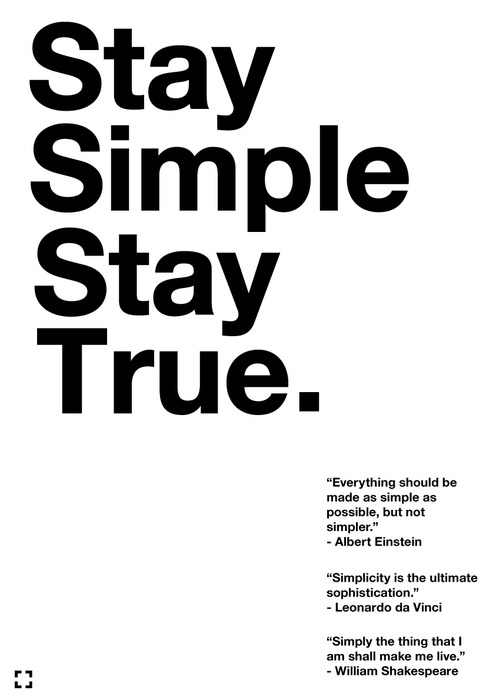 Stay
Simple
Stay
True.
“Everything should be
made as simple as
possible, but not
simpler.”
- Albert Einstein
“Simplicity is the ultimate
sophistication.”
- Leonardo da Vinci
“Simply the thing that I
am shall make me live.”
- William Shakespeare